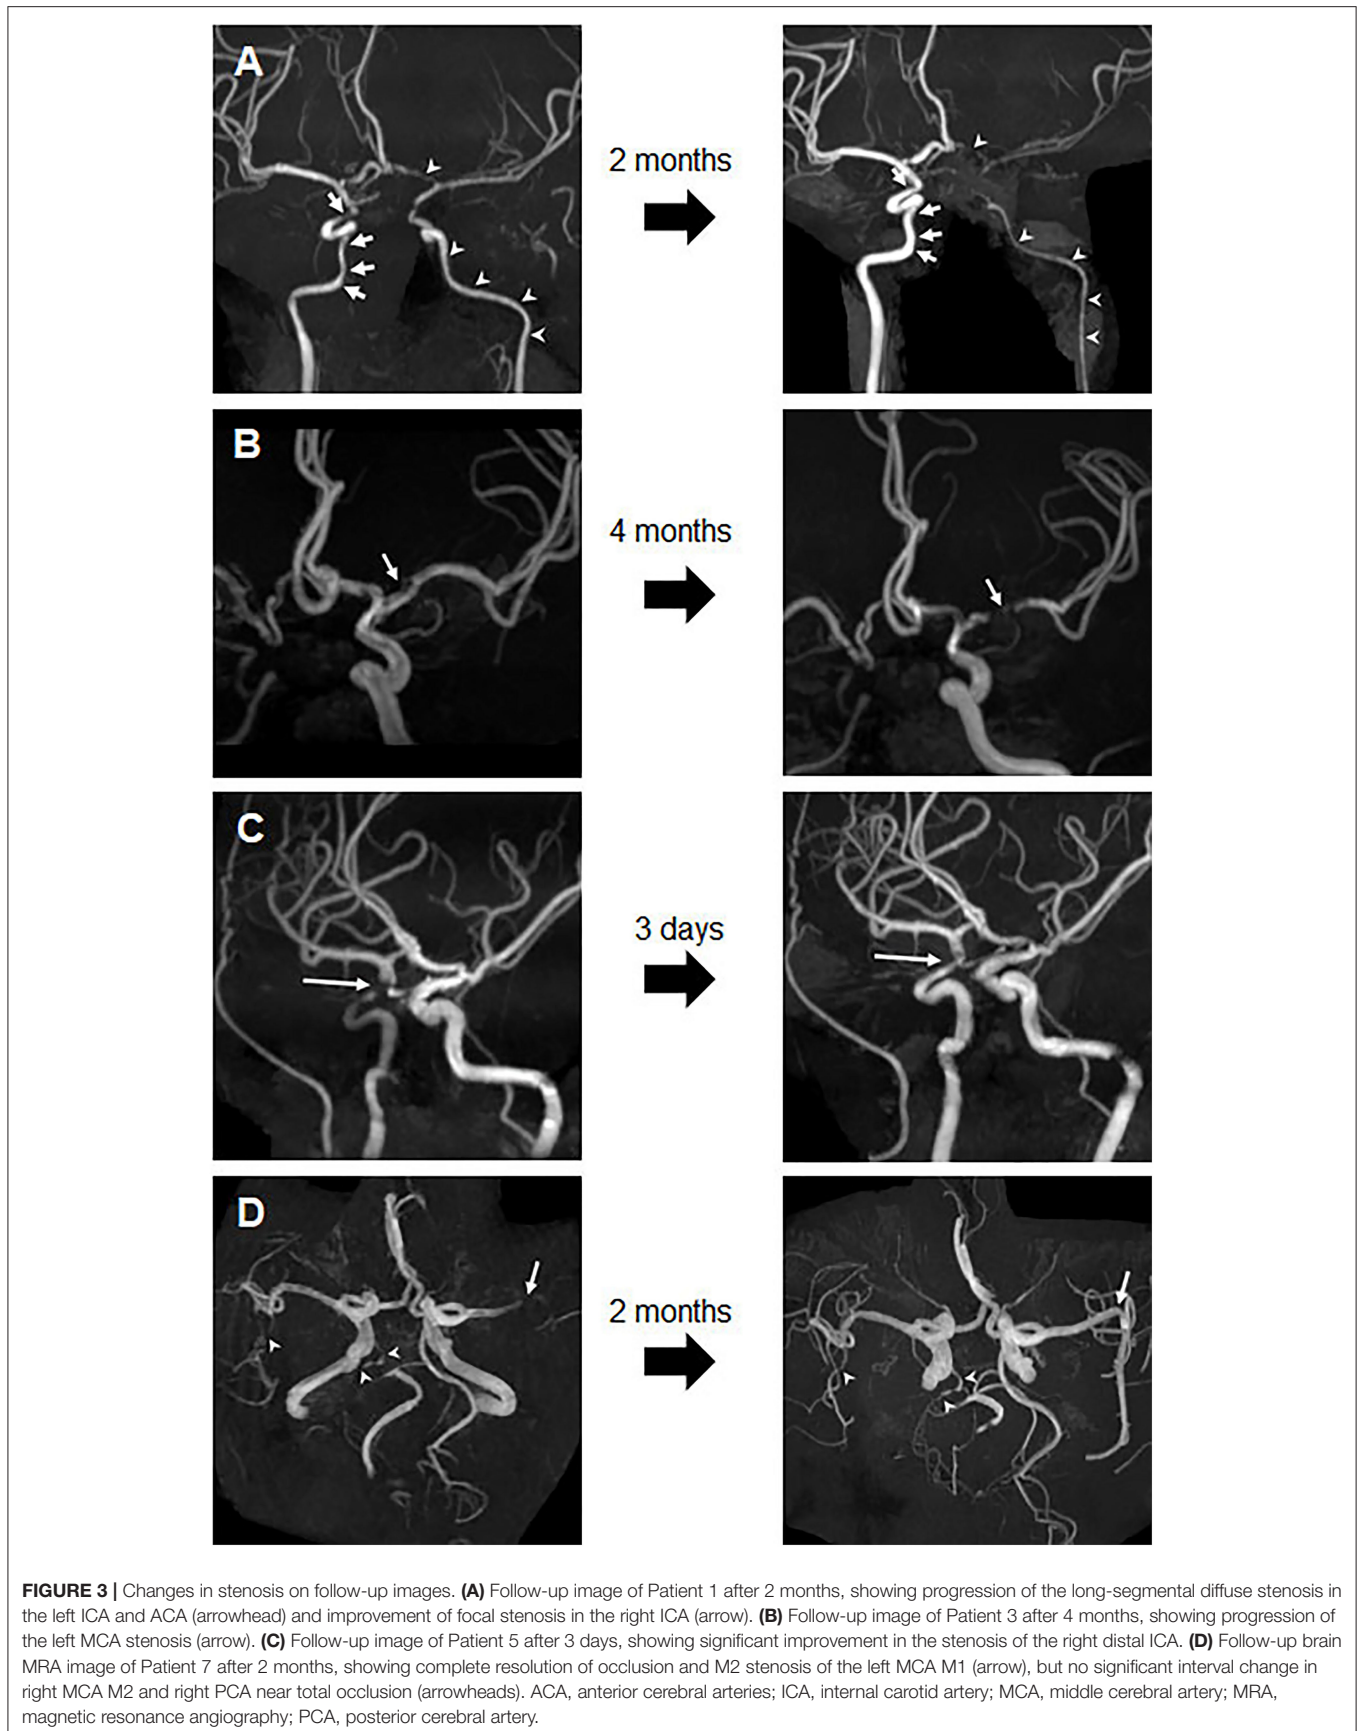 A
2 months
B
4 months
C
3 days
D
2 months
FIGURE 3 | Changes in stenosis on follow-up images. (A) Follow-up image of Patient 1 after 2 months, showing progression of the long-segmental diffuse stenosis in
the left ICA and ACA (arrowhead) and improvement of focal stenosis in the right ICA (arrow). (B) Follow-up image of Patient 3 after 4 months, showing progression of
the left MCA stenosis (arrow). (C) Follow-up image of Patient 5 after 3 days, showing significant improvement in the stenosis of the right distal ICA. (D) Follow-up brain
MRA image of Patient 7 after 2 months, showing complete resolution of occlusion and M2 stenosis of the left MCA M1 (arrow), but no significant interval change in
right MCA M2 and right PCA near total occlusion (arrowheads). ACA, anterior cerebral arteries; ICA, internal carotid artery; MCA, middle cerebral artery; MRA,
magnetic resonance angiography; PCA, posterior cerebral artery.